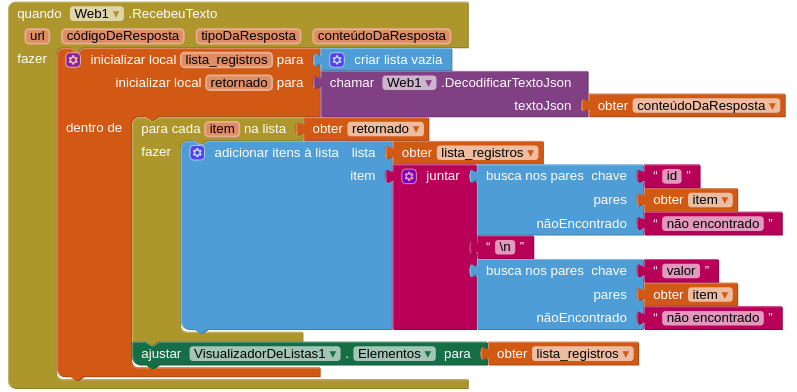 quando Web1 ▾ .RecebeuTexto
url códigoDeResposta tipoDaResposta conteúdoDaResposta
fazer inicializar local lista_registros para criar lista vazia
inicializar local retornado para chamar Web1 ▾ .DecodificarTextoJson
textoJson obter conteúdoDaResposta ▾
dentro de para cada item na lista obter retornado ▾
fazer adicionar itens à lista lista obter lista_registros ▾
item juntar busca nos pares chave “ id ”
pares obter item ▾
nãoEncontrado “ não encontrado ”
“ \n ”
busca nos pares chave “ valor ”
pares obter item ▾
nãoEncontrado “ não encontrado ”
ajustar VisualizadorDeListas1 ▾ . Elementos ▾ para obter lista_registros ▾